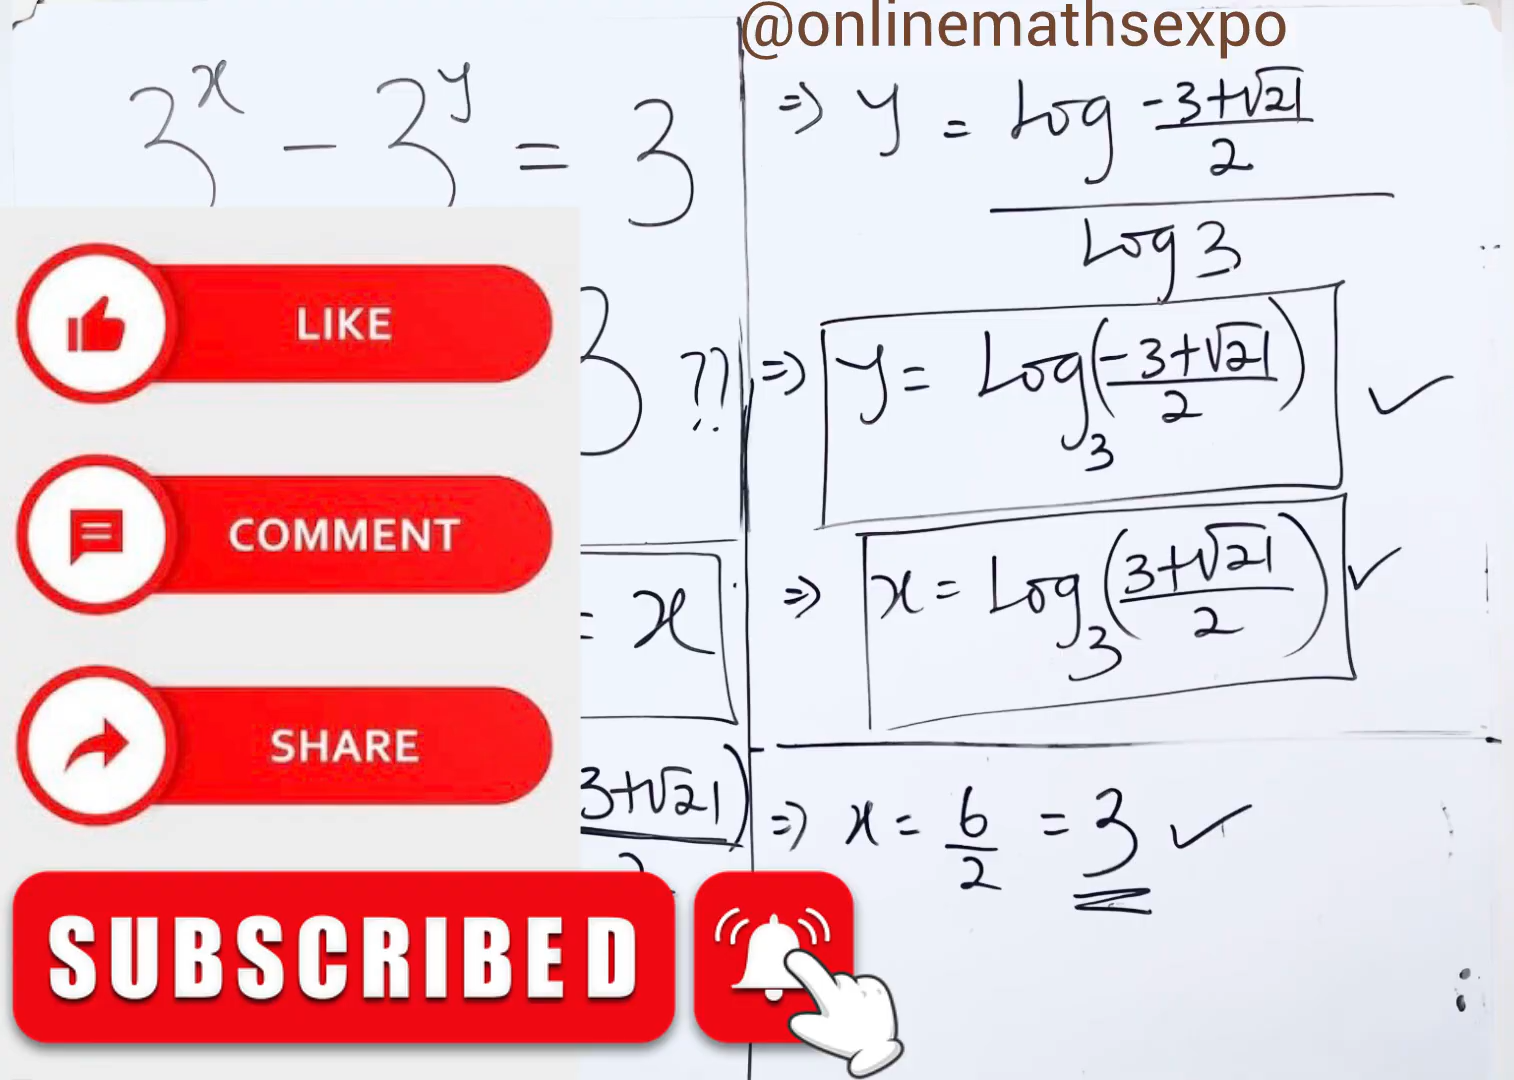 @onlinemathsexpo
3^x - 3^y = 3
3 ??
= x
3+√21)
LIKE
COMMENT
SHARE
SUBSCRIBED
=> y = Log (-3+√21)/2
Log 3
=> y = Log_3((-3+√21)/2) ✓
=> x = Log_3((3+√21)/2) ✓
=> x = 6/2 = 3 ✓